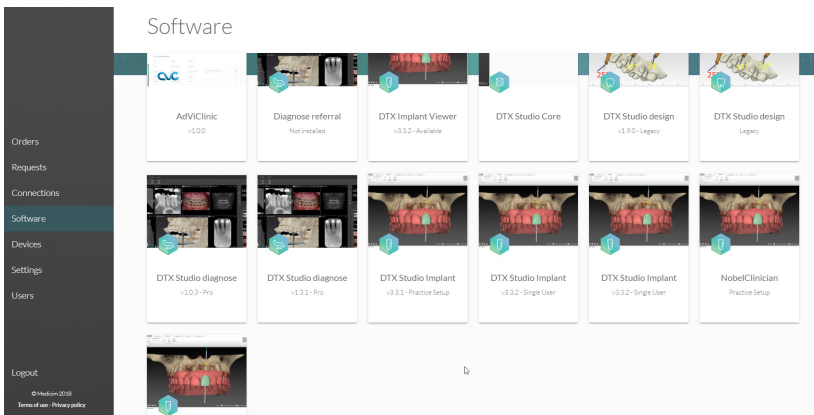 Software
AdViClinic
v1.0.0
Diagnose referral
Not installed
DTX Implant Viewer
v3.3.2 - Available
DTX Studio Core
DTX Studio design
v1.9.0 - Legacy
DTX Studio design
Legacy
Orders
Requests
Connections
Software
Devices
Settings
Users
DTX Studio diagnose
v1.0.3 - Pro
DTX Studio diagnose
v1.3.1 - Pro
DTX Studio Implant
v3.3.1 - Practice Setup
DTX Studio Implant
v3.3.2 - Single User
DTX Studio Implant
v3.3.2 - Single User
NobelClinician
Practice Setup
Logout
© Medicim 2018
Terms of use - Privacy policy